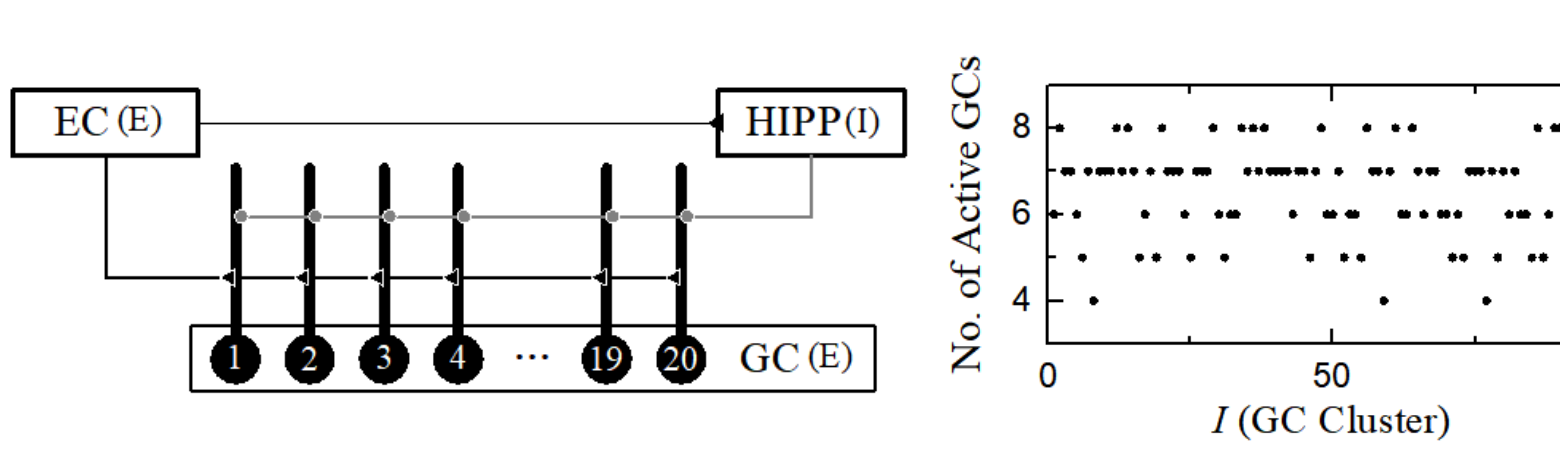 EC (E)
HIPP (I)
1 2 3 4 ... 19 20 GC (E)
No. of Active GCs
8
6
4
0 50
I (GC Cluster)